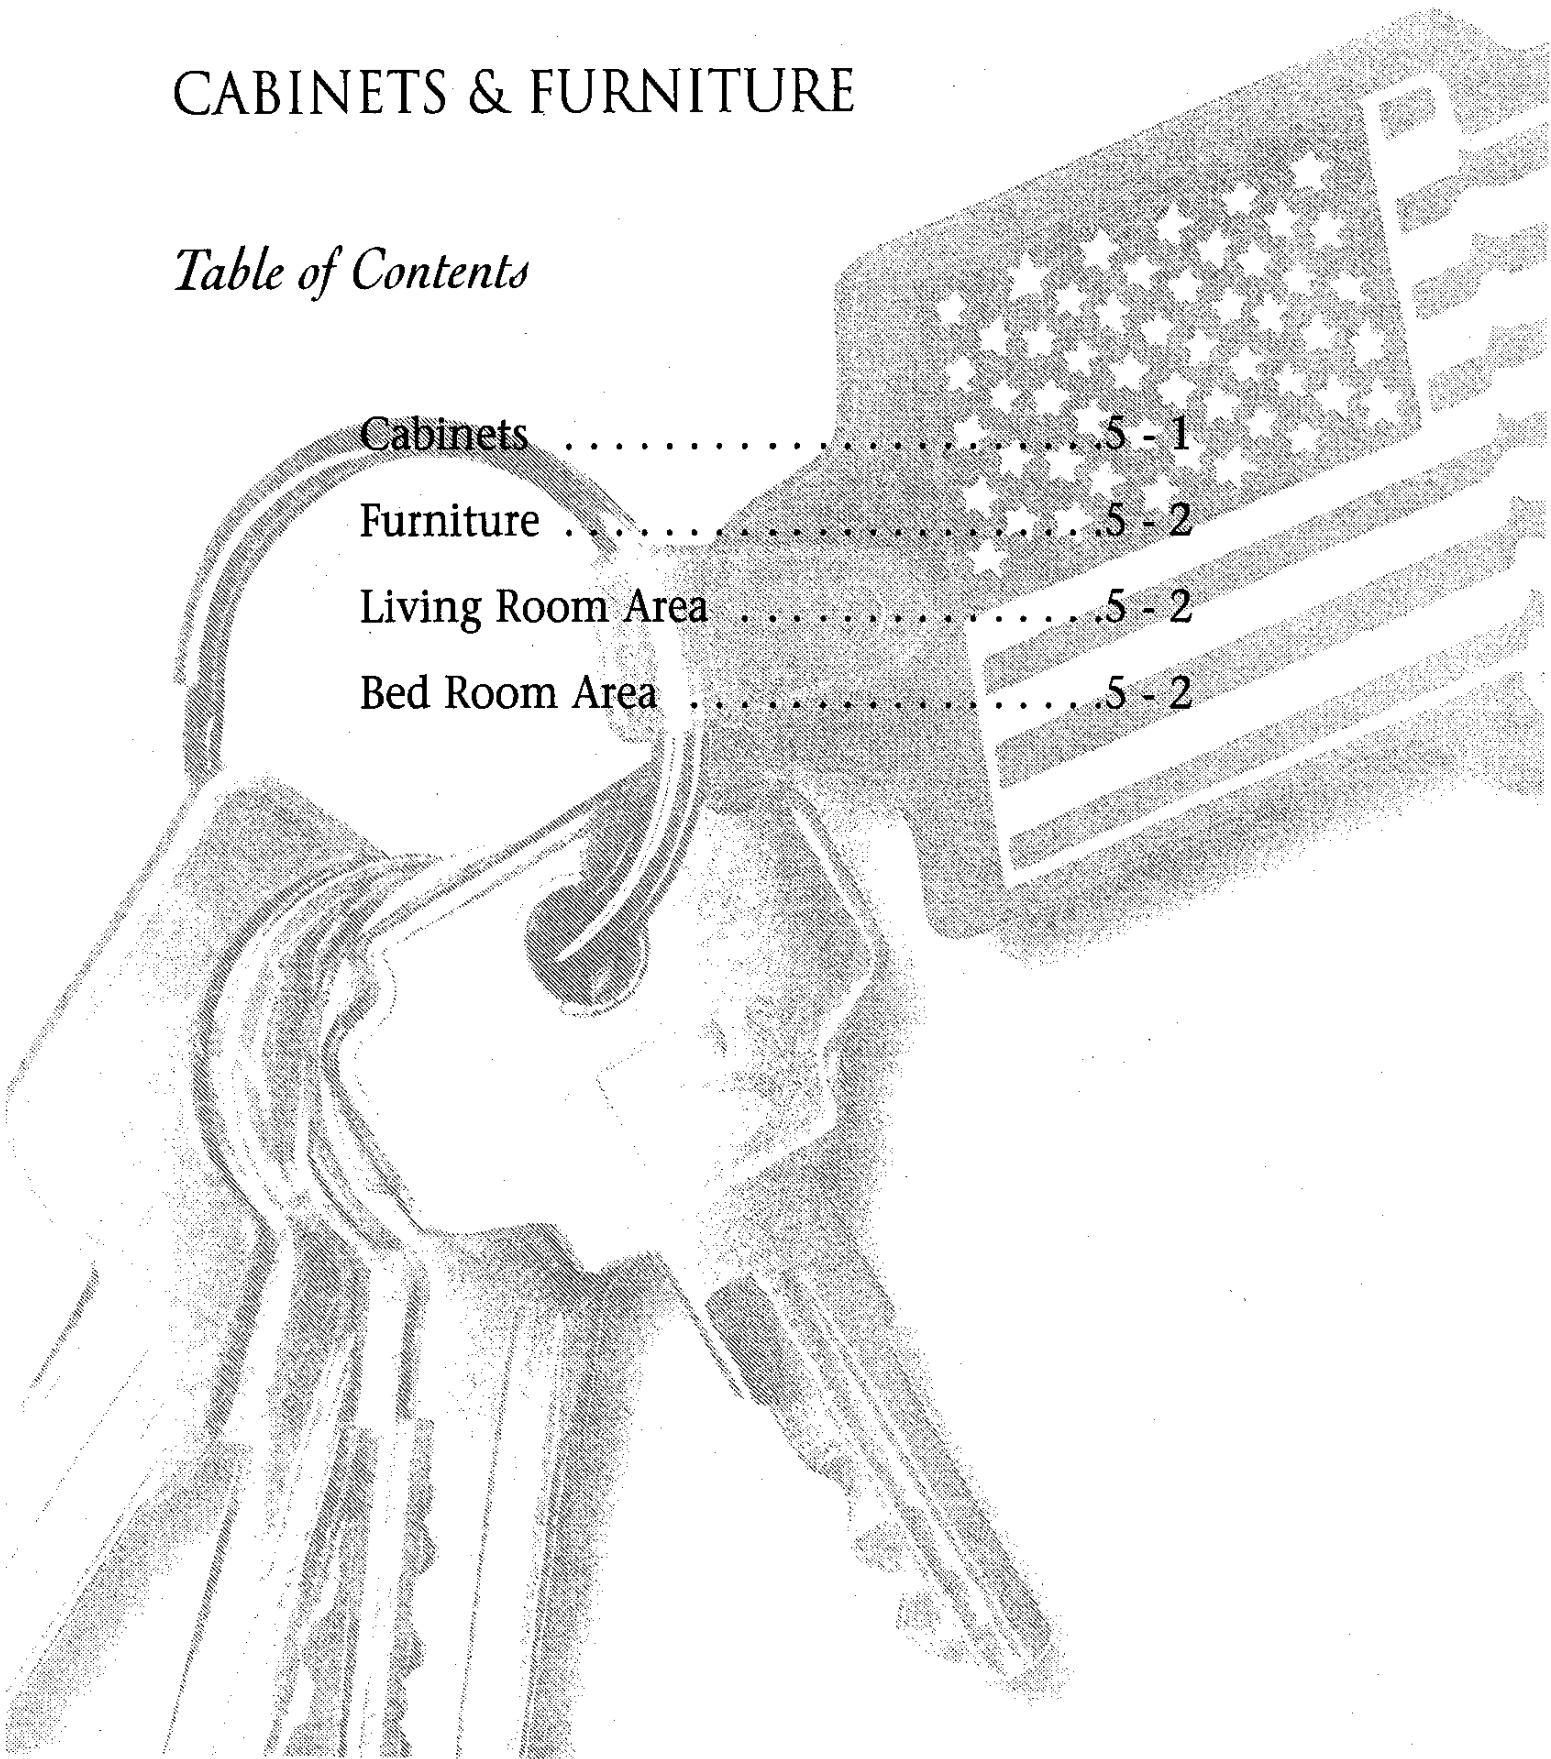 CABINETS & FURNITURE
Table of Contents
Cabinets . . . . . . . . . . . . . . . . . . . . . .5 - 1
Furniture . . . . . . . . . . . . . . . . . . . . . .5 - 2
Living Room Area . . . . . . . . . . . . . . .5 - 2
Bed Room Area . . . . . . . . . . . . . . . . .5 - 2